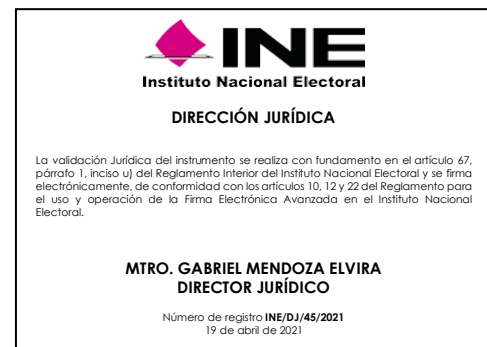 INE
Instituto Nacional Electoral
DIRECCIÓN JURÍDICA
La validación Jurídica del instrumento se realiza con fundamento en el artículo 67,
párrafo 1, inciso u) del Reglamento Interior del Instituto Nacional Electoral y se firma
electrónicamente, de conformidad con los artículos 10, 12 y 22 del Reglamento para
el uso y operación de la Firma Electrónica Avanzada en el Instituto Nacional
Electoral.
MTRO. GABRIEL MENDOZA ELVIRA
DIRECTOR JURÍDICO
Número de registro INE/DJ/45/2021
19 de abril de 2021